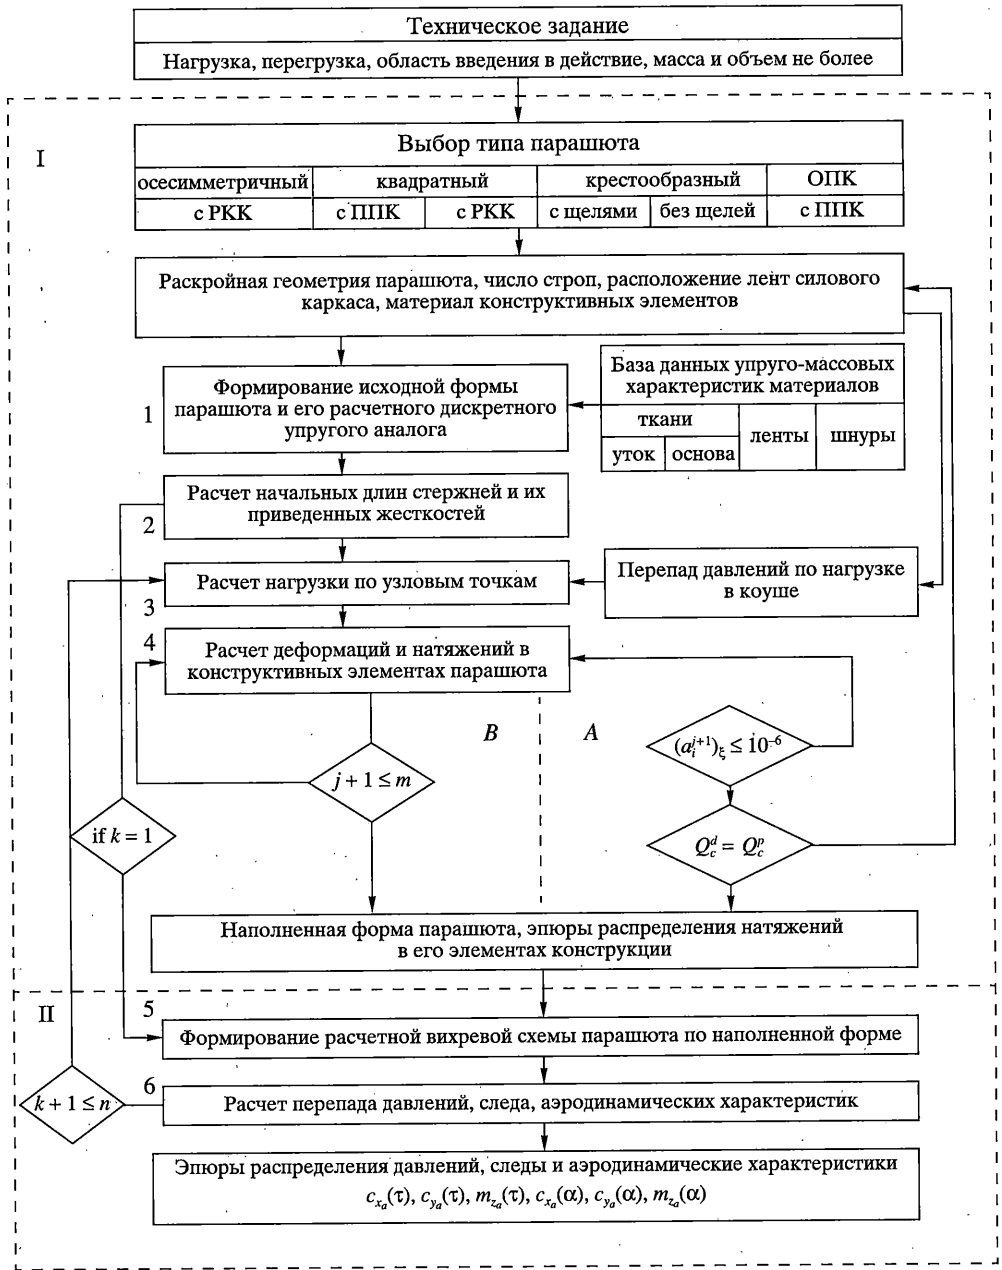 Техническое задание
Нагрузка, перегрузка, область введения в действие, масса и объем не более
I
Выбор типа парашюта
осесимметричный квадратный крестообразный ОПК
с РКК с ППК с РКК с щелями без щелей с ППК
Раскройная геометрия парашюта, число строп, расположение лент силового
каркаса, материал конструктивных элементов
1
Формирование исходной формы
парашюта и его расчетного дискретного
упругого аналога
База данных упруго-массовых
характеристик материалов
ткани
ленты шнуры
уток основа
2
Расчет начальных длин стержней и их
приведенных жесткостей
3
Расчет нагрузки по узловым точкам
Перепад давлений по нагрузке
в коуше
4
Расчет деформаций и натяжений в
конструктивных элементах парашюта
B A
(a_i^{j+1})_ξ ≤ 10^{-6}
j + 1 ≤ m
if k = 1
Q_c^d = Q_c^p
Наполненная форма парашюта, эпюры распределения натяжений
в его элементах конструкции
II
5
Формирование расчетной вихревой схемы парашюта по наполненной форме
6
k + 1 ≤ n
Расчет перепада давлений, следа, аэродинамических характеристик
Эпюры распределения давлений, следы и аэродинамические характеристики
c_{x_a}(τ), c_{y_a}(τ), m_{z_a}(τ), c_{x_a}(α), c_{y_a}(α), m_{z_a}(α)